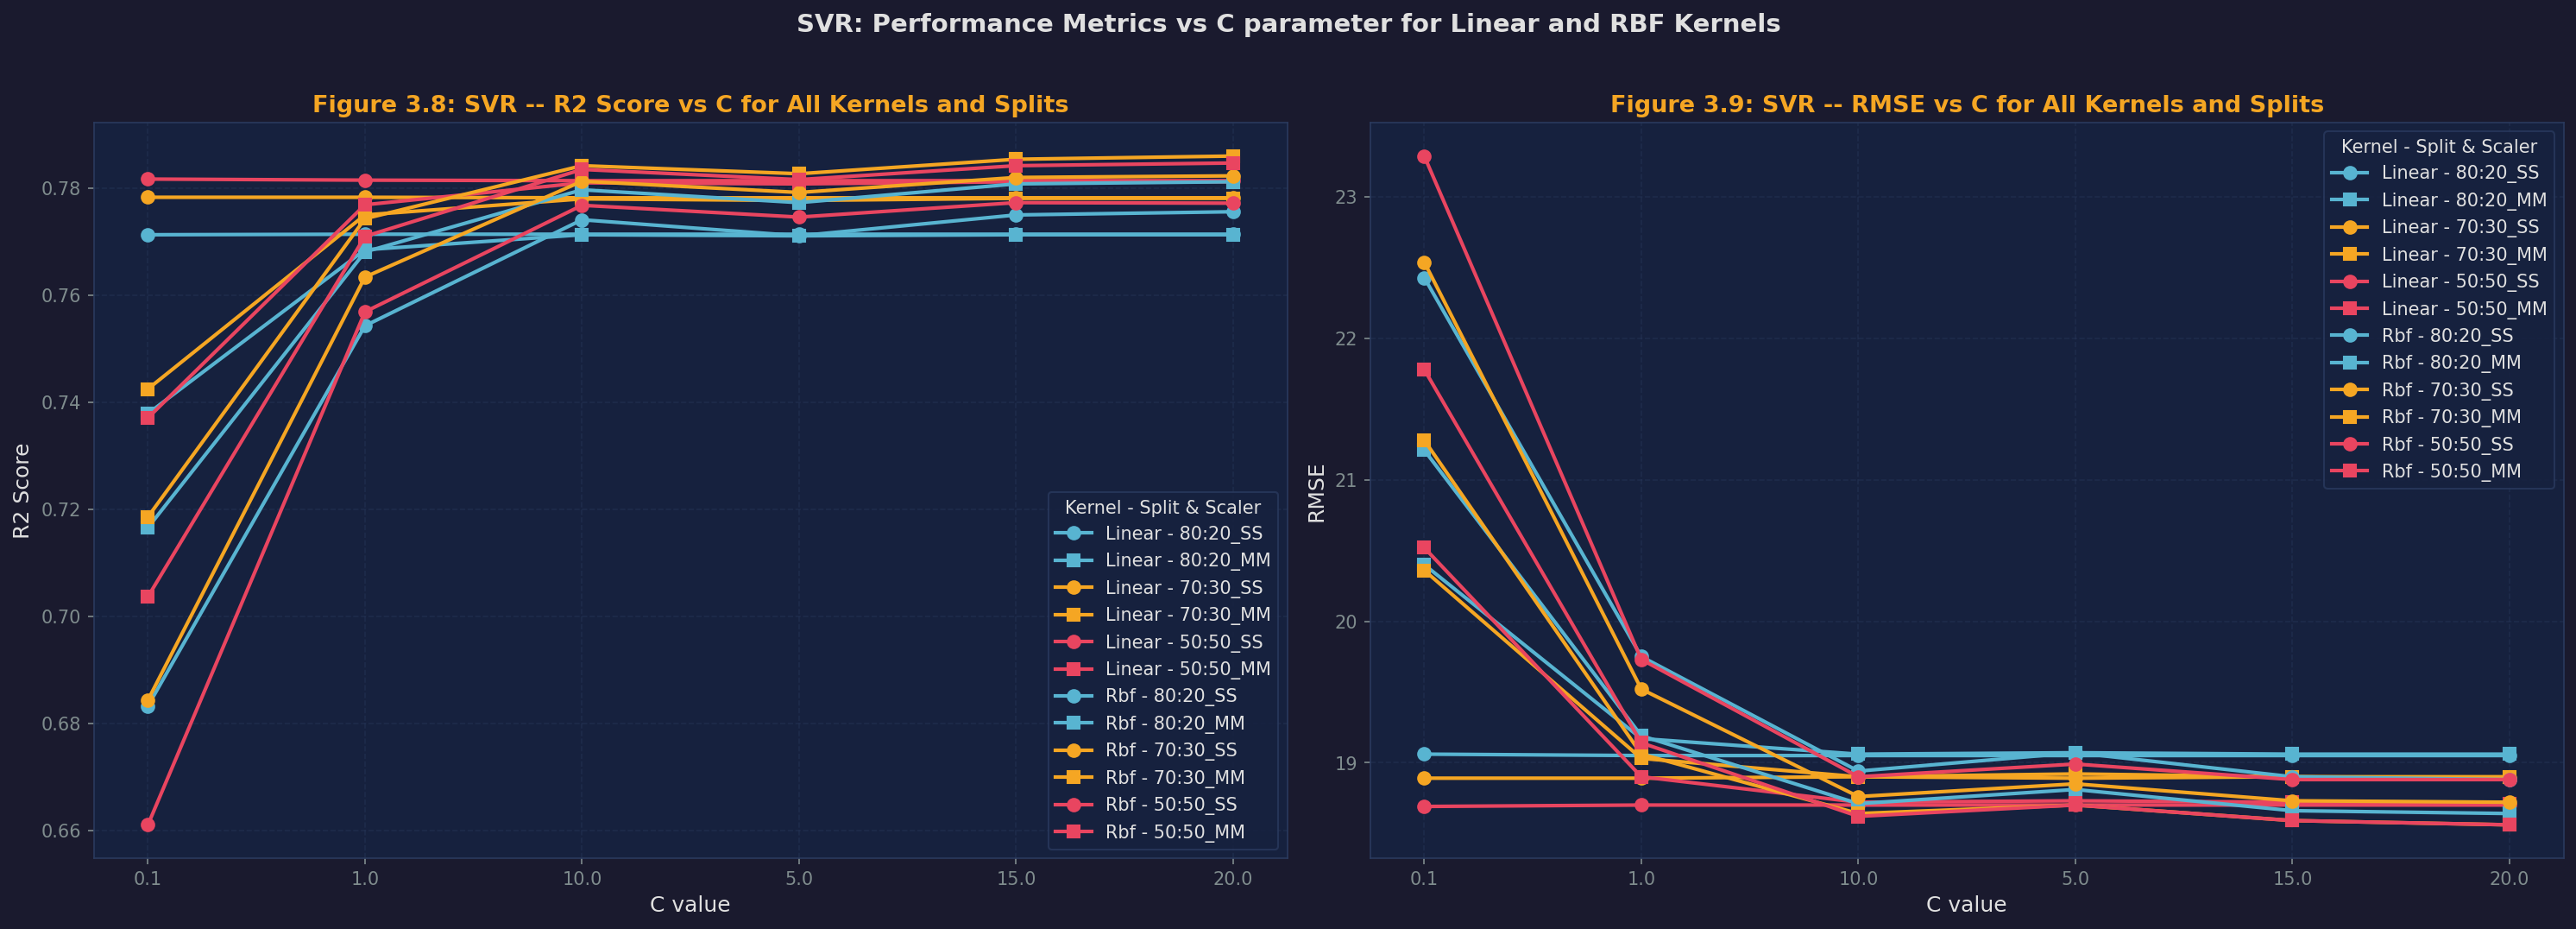 SVR: Performance Metrics vs C parameter for Linear and RBF Kernels
Figure 3.8: SVR -- R2 Score vs C for All Kernels and Splits
R2 Score
0.78
0.76
0.74
0.72
0.70
0.68
0.66
Kernel - Split & Scaler
Linear - 80:20_SS
Linear - 80:20_MM
Linear - 70:30_SS
Linear - 70:30_MM
Linear - 50:50_SS
Linear - 50:50_MM
Rbf - 80:20_SS
Rbf - 80:20_MM
Rbf - 70:30_SS
Rbf - 70:30_MM
Rbf - 50:50_SS
Rbf - 50:50_MM
0.1 1.0 10.0 5.0 15.0 20.0
C value
Figure 3.9: SVR -- RMSE vs C for All Kernels and Splits
RMSE
23
22
21
20
19
Kernel - Split & Scaler
Linear - 80:20_SS
Linear - 80:20_MM
Linear - 70:30_SS
Linear - 70:30_MM
Linear - 50:50_SS
Linear - 50:50_MM
Rbf - 80:20_SS
Rbf - 80:20_MM
Rbf - 70:30_SS
Rbf - 70:30_MM
Rbf - 50:50_SS
Rbf - 50:50_MM
0.1 1.0 10.0 5.0 15.0 20.0
C value